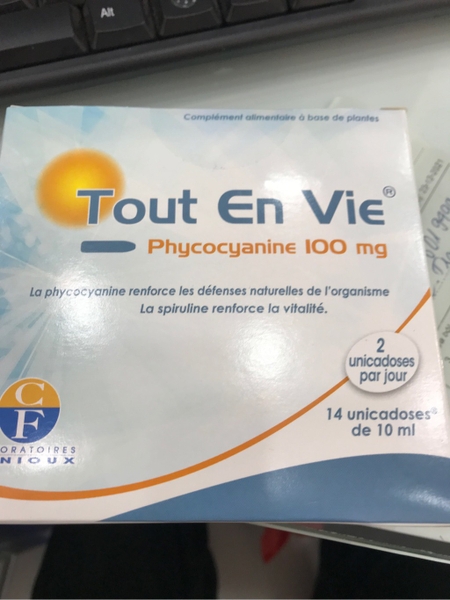 Alt
Complément alimentaire à base de plantes
Tout En Vie®
Phycocyanine 100 mg
La phycocyanine renforce les défenses naturelles de l'organisme
La spiruline renforce la vitalité.
2
unicadoses
par jour
14 unicadoses*
de 10 ml
C
F
ORATOIRES
NIOUX